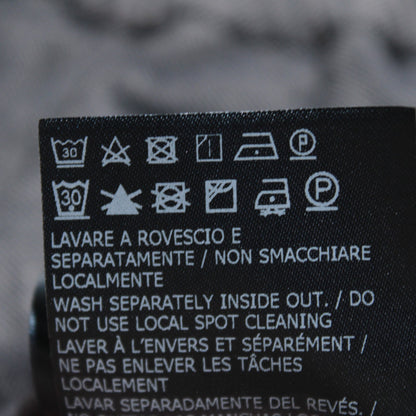 30 P
30 P
LAVARE A ROVESCIO E
SEPARATAMENTE / NON SMACCHIARE
LOCALMENTE
WASH SEPARATELY INSIDE OUT. / DO
NOT USE LOCAL SPOT CLEANING
LAVER À L'ENVERS ET SÉPARÉMENT /
NE PAS ENLEVER LES TÂCHES
LOCALEMENT
LAVAR SEPARADAMENTE DEL REVÉS. /